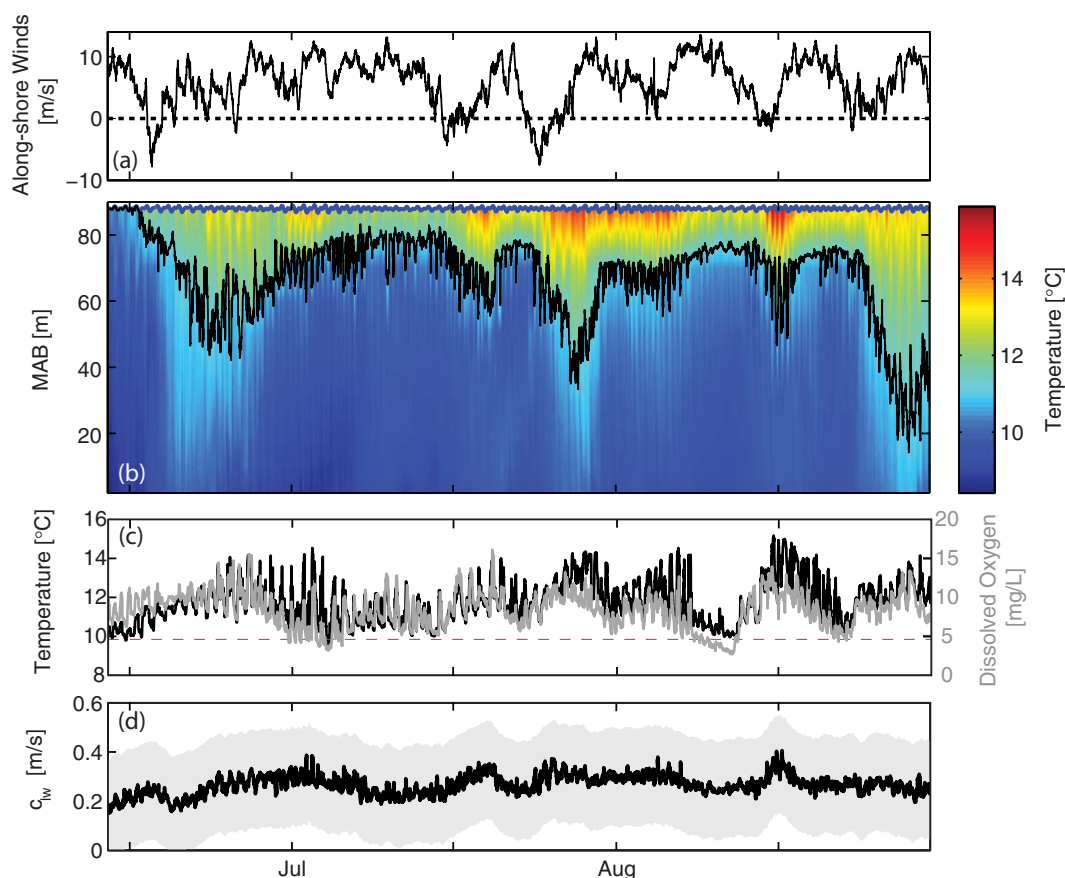 Along-shore Winds
[m/s]
10
0
−10
(a)
MAB [m]
80
60
40
20
(b)
14
12
10
Temperature [°C]
Temperature [°C]
16
14
12
10
8
(c)
20
15
10
5
0
Dissolved Oxygen
[mg/L]
c_lw [m/s]
0.6
0.4
0.2
0
(d)
Jul
Aug